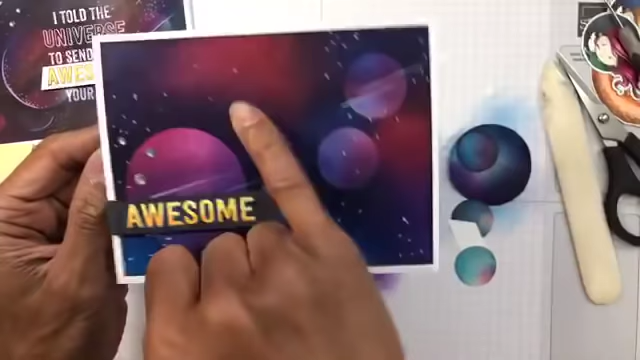 I TOLD THE
UNIVERSE
TO SEND
AWES
YOUR
AWESOME